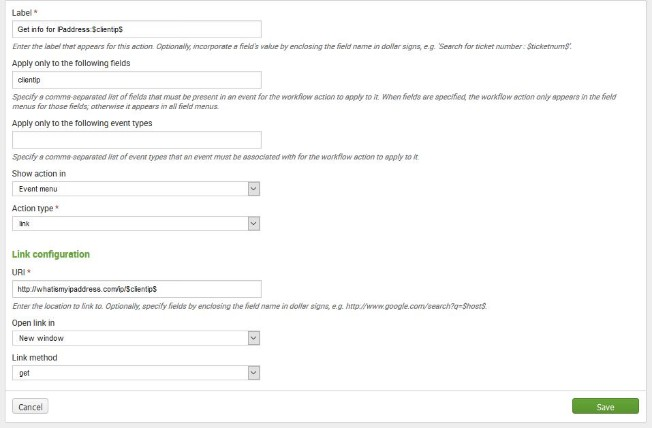 Label *
Get info for IPaddress:$clientip$
Enter the label that appears for this action. Optionally, incorporate a field's value by enclosing the field name in dollar signs, e.g. 'Search for ticket number : $ticketnum$'.
Apply only to the following fields
clientip
Specify a comma-separated list of fields that must be present in an event for the workflow action to apply to it. When fields are specified, the workflow action only appears in the field
menus for those fields; otherwise it appears in all field menus.
Apply only to the following event types
Specify a comma-separated list of event types that an event must be associated with for the workflow action to apply to it
Show action in
Event menu
Action type *
link
Link configuration
URI *
http://whatismyipaddress.com/ip/$clientip$
Enter the location to link to. Optionally, specify fields by enclosing the field name in dollar signs, e.g. http://www.google.com/search?q=$host$.
Open link in
New window
Link method
get
Cancel
Save